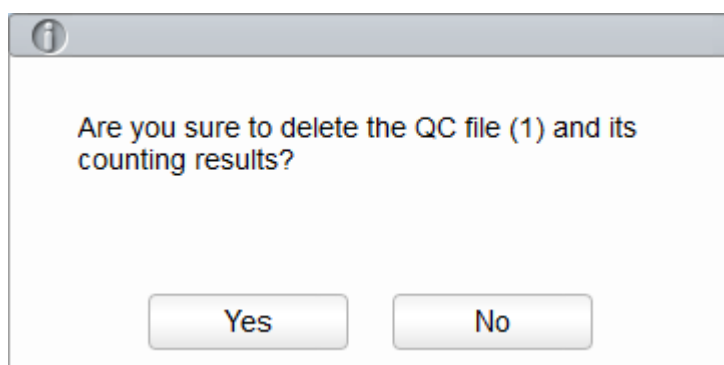 Are you sure to delete the QC file (1) and its
counting results?
Yes
No